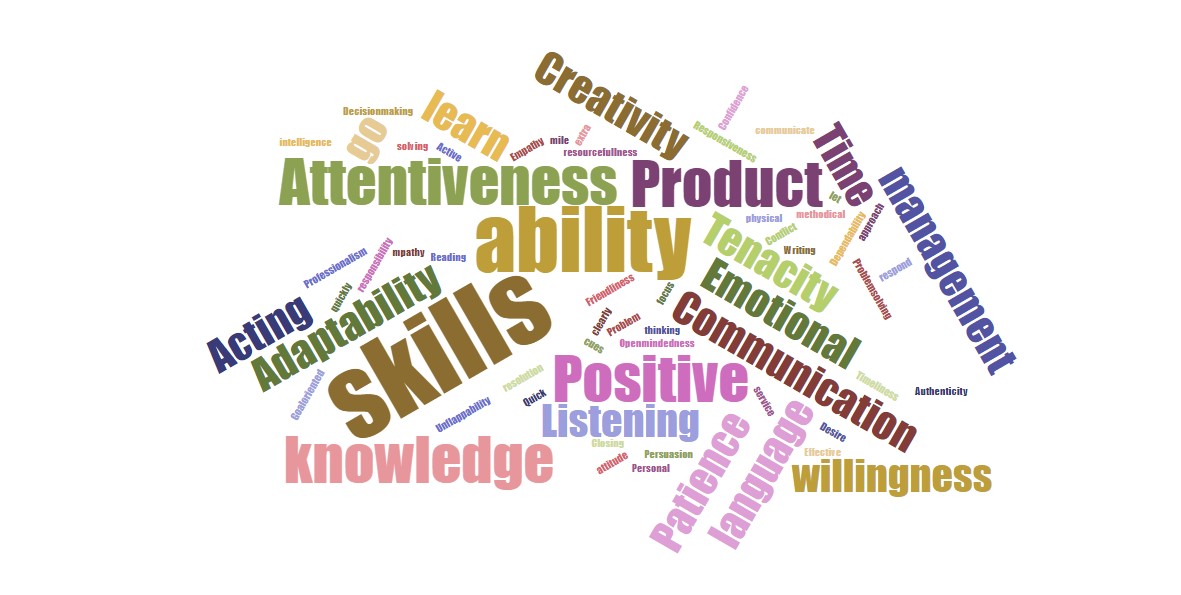 Creativity
Confidence
Decisionmaking
learn
go
intelligence
solving
Active
Empathy
mile
extra
resourcefullness
Responsiveness
communicate
Time
management
Attentiveness
Product
let
approach
physical
methodical
Dependability
Conflict
Writing
ability
Tenacity
Problemsolving
respond
Professionalism
responsibility
mpathy
Reading
quickly
Acting
Adaptability
skills
Friendliness
focus
Emotional
Communication
clearly
Problem
thinking
cues
Openmindedness
Goaloriented
resolution
Quick
Unflappability
Positive
service
Timeliness
Authenticity
Listening
Desire
knowledge
Closing
attitude
Persuasion
Personal
Patience
language
Effective
willingness